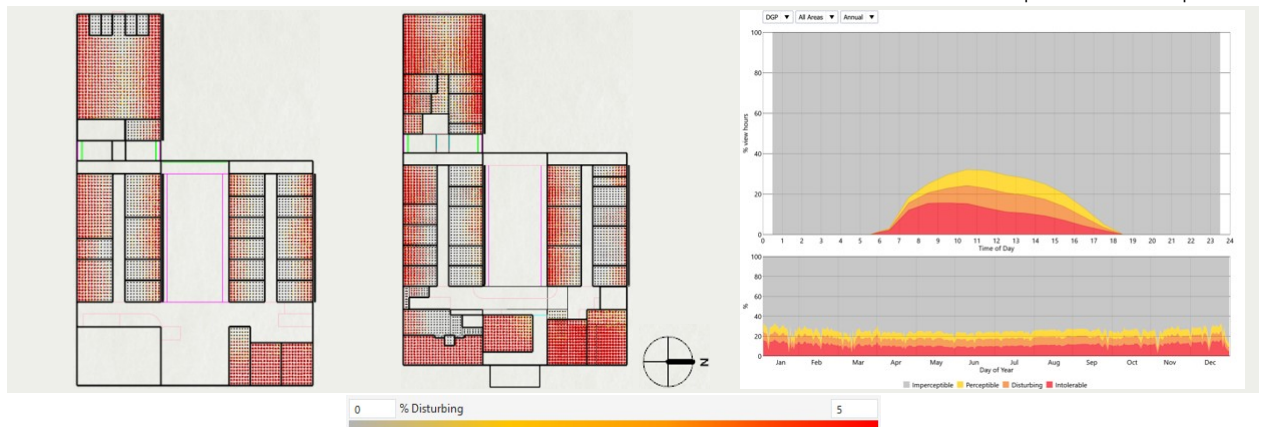 DGP ▼ All Areas ▼ Annual ▼
100
80
60
40
20
0
% view hours
0 1 2 3 4 5 6 7 8 9 10 11 12 13 14 15 16 17 18 19 20 21 22 23 24
Time of Day
100
80
60
40
20
0
%
Jan Feb Mar Apr May Jun Jul Aug Sep Oct Nov Dec
Day of Year
Imperceptible Perceptible Disturbing Intolerable
N
0 % Disturbing 5